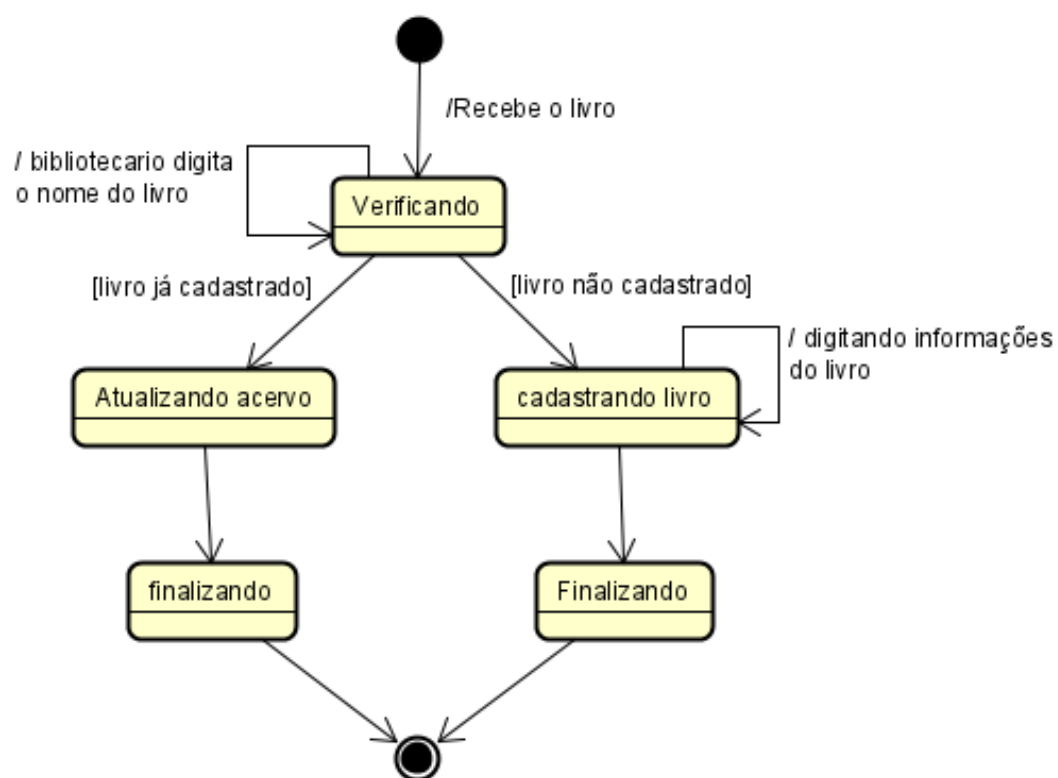 /Recebe o livro
/ bibliotecario digita
o nome do livro
Verificando
[livro já cadastrado]
[livro não cadastrado]
/ digitando informações
do livro
Atualizando acervo
cadastrando livro
finalizando
Finalizando